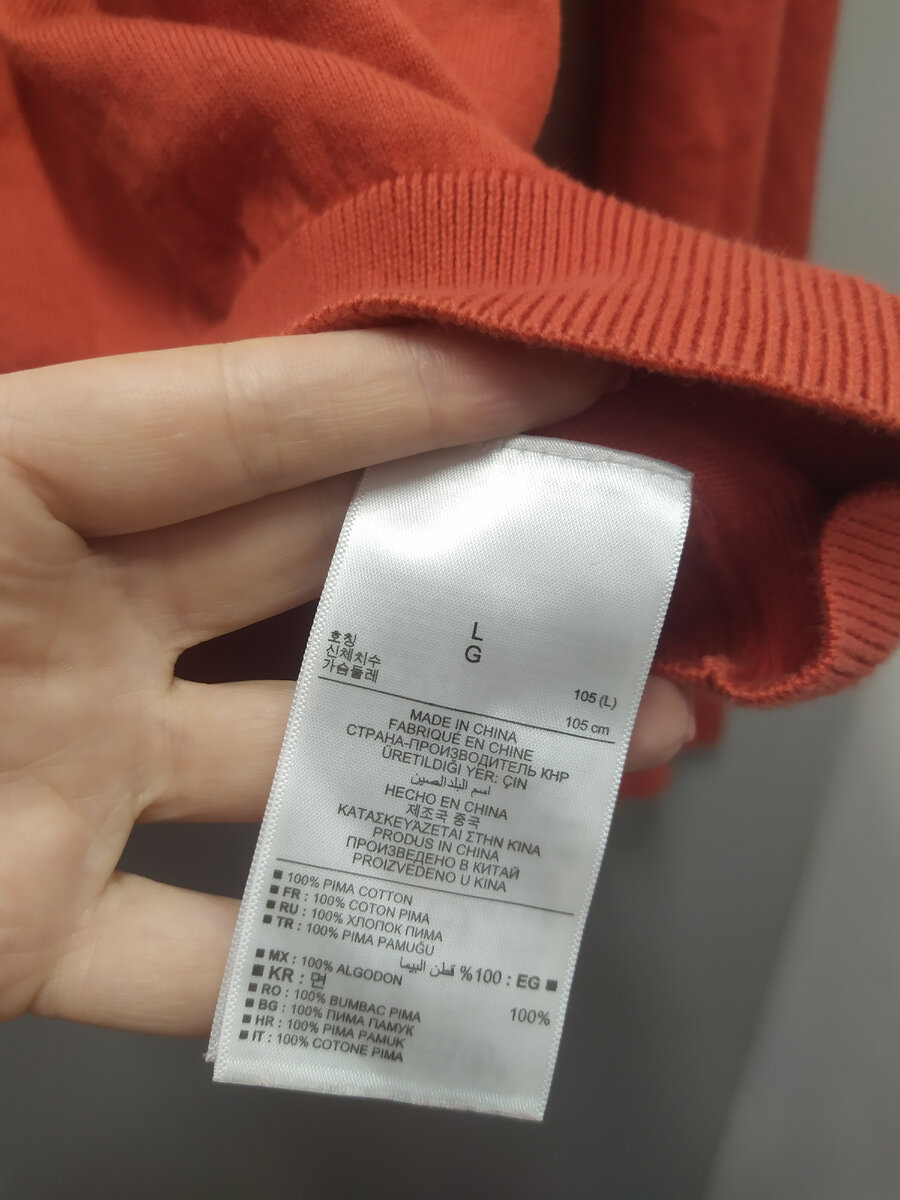 L
G
호칭
신체치수 105 (L)
가슴둘레 105 cm
MADE IN CHINA
FABRIQUÉ EN CHINE
СТРАНА-ПРОИЗВОДИТЕЛЬ КНР
ÜRETILDIĞI YER: ÇIN
اسم البلد الصين
HECHO EN CHINA
제조국 중국
ΚΑΤΑΣΚΕΥΆΖΕΤΑΙ ΣΤΗΝ ΚΊΝΑ
PRODUS IN CHINA
ПРОИЗВЕДЕНО В КИТАЙ
PROIZVEDENO U KINA
■ 100% PIMA COTTON
■ FR : 100% COTON PIMA
■ RU : 100% ХЛОПОК ПИМА
■ TR : 100% PIMA PAMUĞU
■ EG : 100% قطن البيما
■ MX : 100% ALGODON
■ KR : 면 100%
■ RO : 100% BUMBAC PIMA
■ BG : 100% ПИМА ПАМУК
■ HR : 100% PIMA PAMUK
■ IT : 100% COTONE PIMA